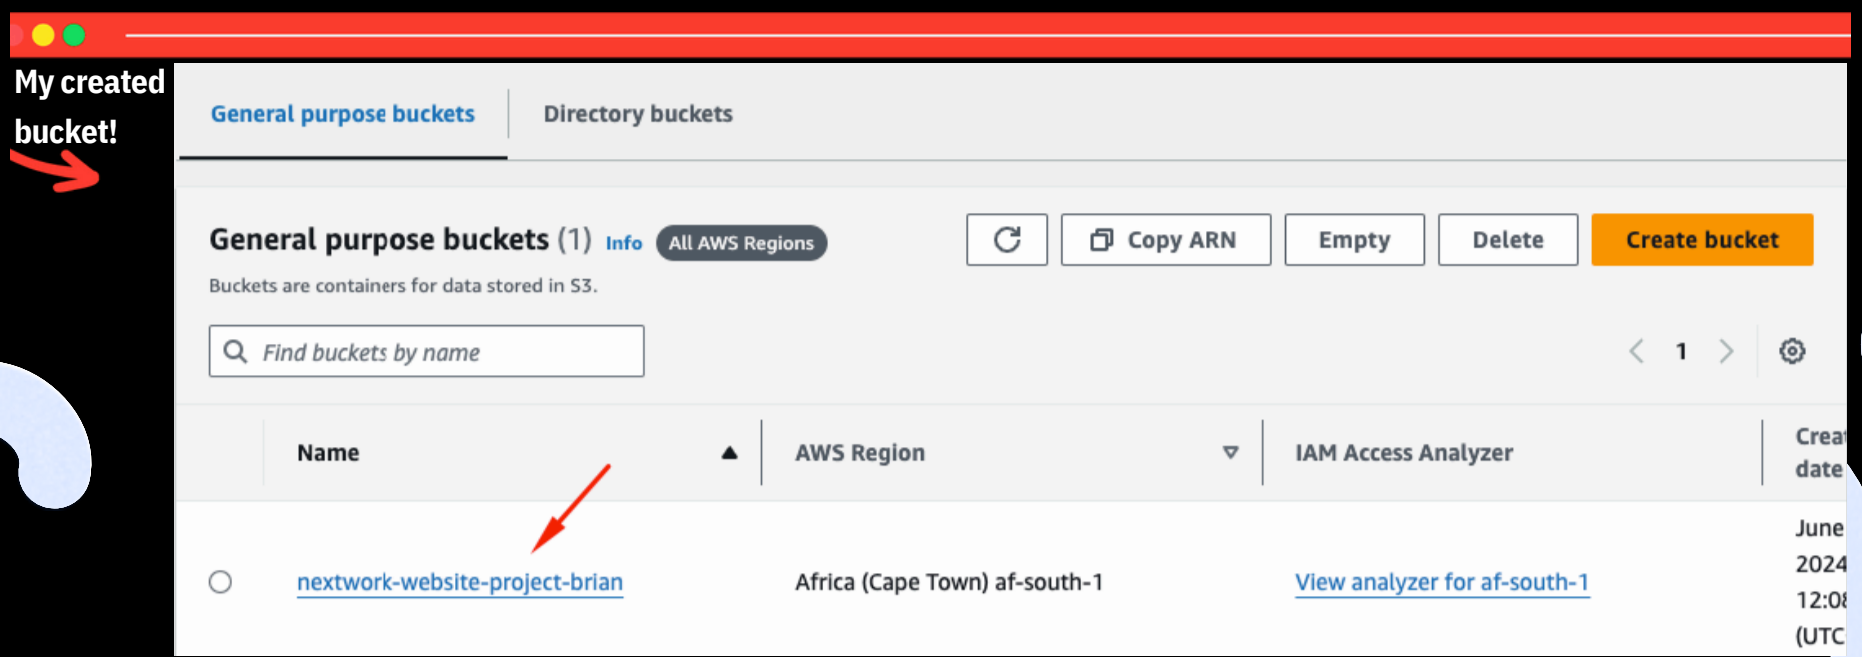 My created
bucket!
General purpose buckets
Directory buckets
General purpose buckets (1) Info All AWS Regions
Copy ARN
Empty
Delete
Create bucket
Buckets are containers for data stored in S3.
Find buckets by name
1
Name
AWS Region
IAM Access Analyzer
date
nextwork-website-project-brian
Africa (Cape Town) af-south-1
View analyzer for af-south-1
June
2024
(UTC